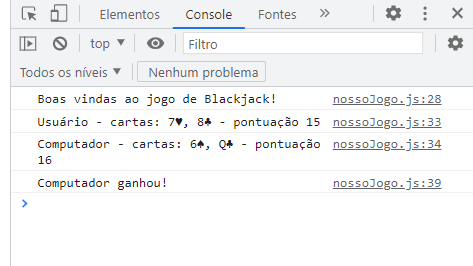 Elementos Console Fontes »
top Filtro
Todos os níveis Nenhum problema
Boas vindas ao jogo de Blackjack! nossoJogo.js:28
Usuário - cartas: 7♥, 8♣ - pontuação 15 nossoJogo.js:33
Computador - cartas: 6♠, Q♣ - pontuação nossoJogo.js:34
16
Computador ganhou! nossoJogo.js:39
>